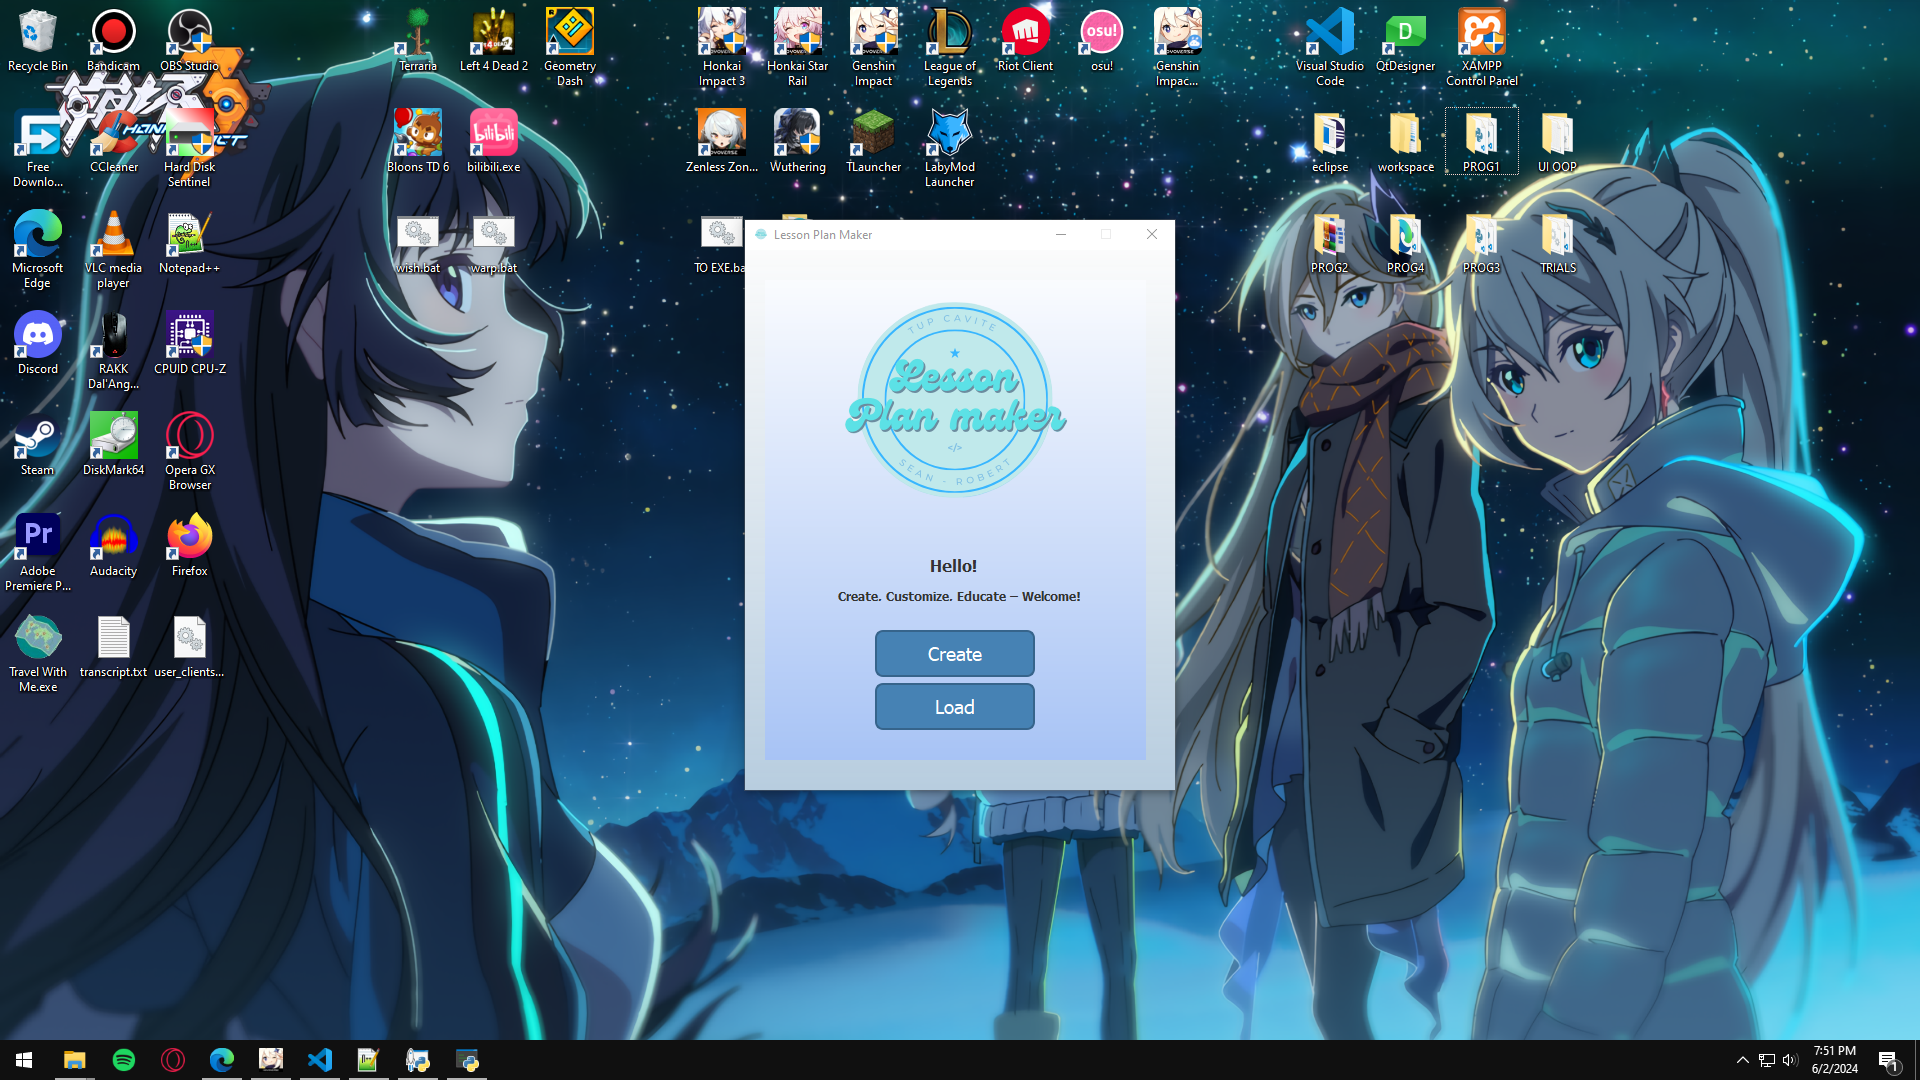 Recycle Bin
Bandicam
OBS Studio
Terraria
Left 4 Dead 2
Geometry
Dash
Honkai
Impact 3
Honkai Star
Rail
Genshin
Impact
League of
Legends
Riot Client
osu!
osu!
Genshin
Impac...
Visual Studio
Code
QtDesigner
XAMPP
Control Panel
Free
Downlo...
CCleaner
Hard Disk
Sentinel
Bloons TD 6
bilibili
bilibili.exe
Zenless Zon...
Wuthering
TLauncher
LabyMod
Launcher
eclipse
workspace
PROG1
UI OOP
Microsoft
Edge
VLC media
player
Notepad++
wish.bat
warp.bat
TO EXE.ba
PROG2
PROG4
PROG3
TRIALS
Discord
RAKK
Dal'Ang...
CPUID CPU-Z
Steam
DiskMark64
Opera GX
Browser
Pr
Adobe
Premiere P...
Audacity
Firefox
Travel With
Me.exe
transcript.txt
user_clients...
Lesson Plan Maker
TUP CAVITE
Lesson
Plan maker
</>
SEAN - ROBERT
Hello!
Create. Customize. Educate – Welcome!
Create
Load
7:51 PM
6/2/2024
1